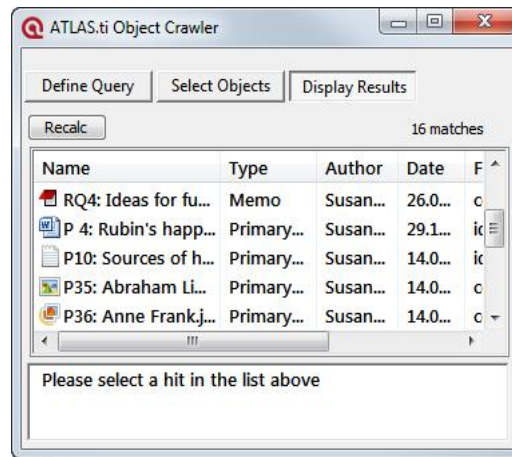 ATLAS.ti Object Crawler
Define Query Select Objects Display Results
Recalc 16 matches
Name Type Author Date F
RQ4: Ideas for fu... Memo Susan... 26.0... c
P 4: Rubin's happ... Primary... Susan... 29.1... ic
P10: Sources of h... Primary... Susan... 14.0... ic
P35: Abraham Li... Primary... Susan... 14.0... c
P36: Anne Frank.j... Primary... Susan... 14.0... c
Please select a hit in the list above